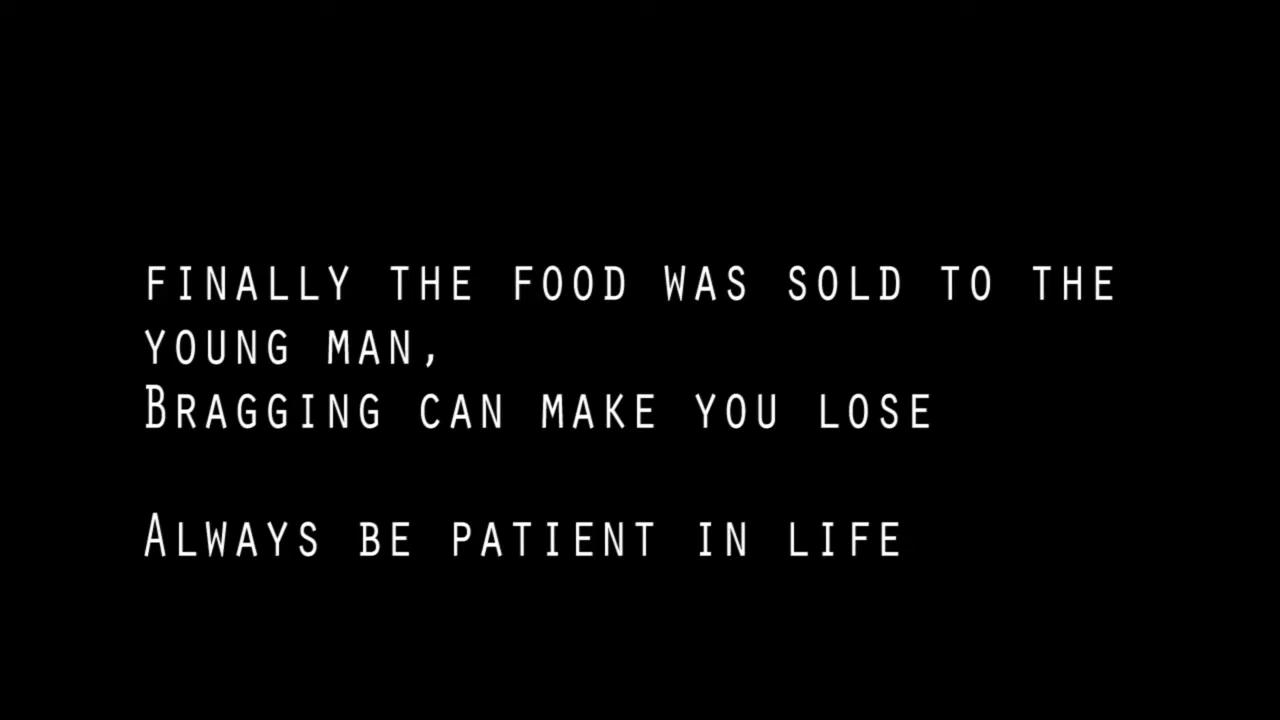 finally the food was sold to the
young man,
Bragging can make you lose
Always be patient in life